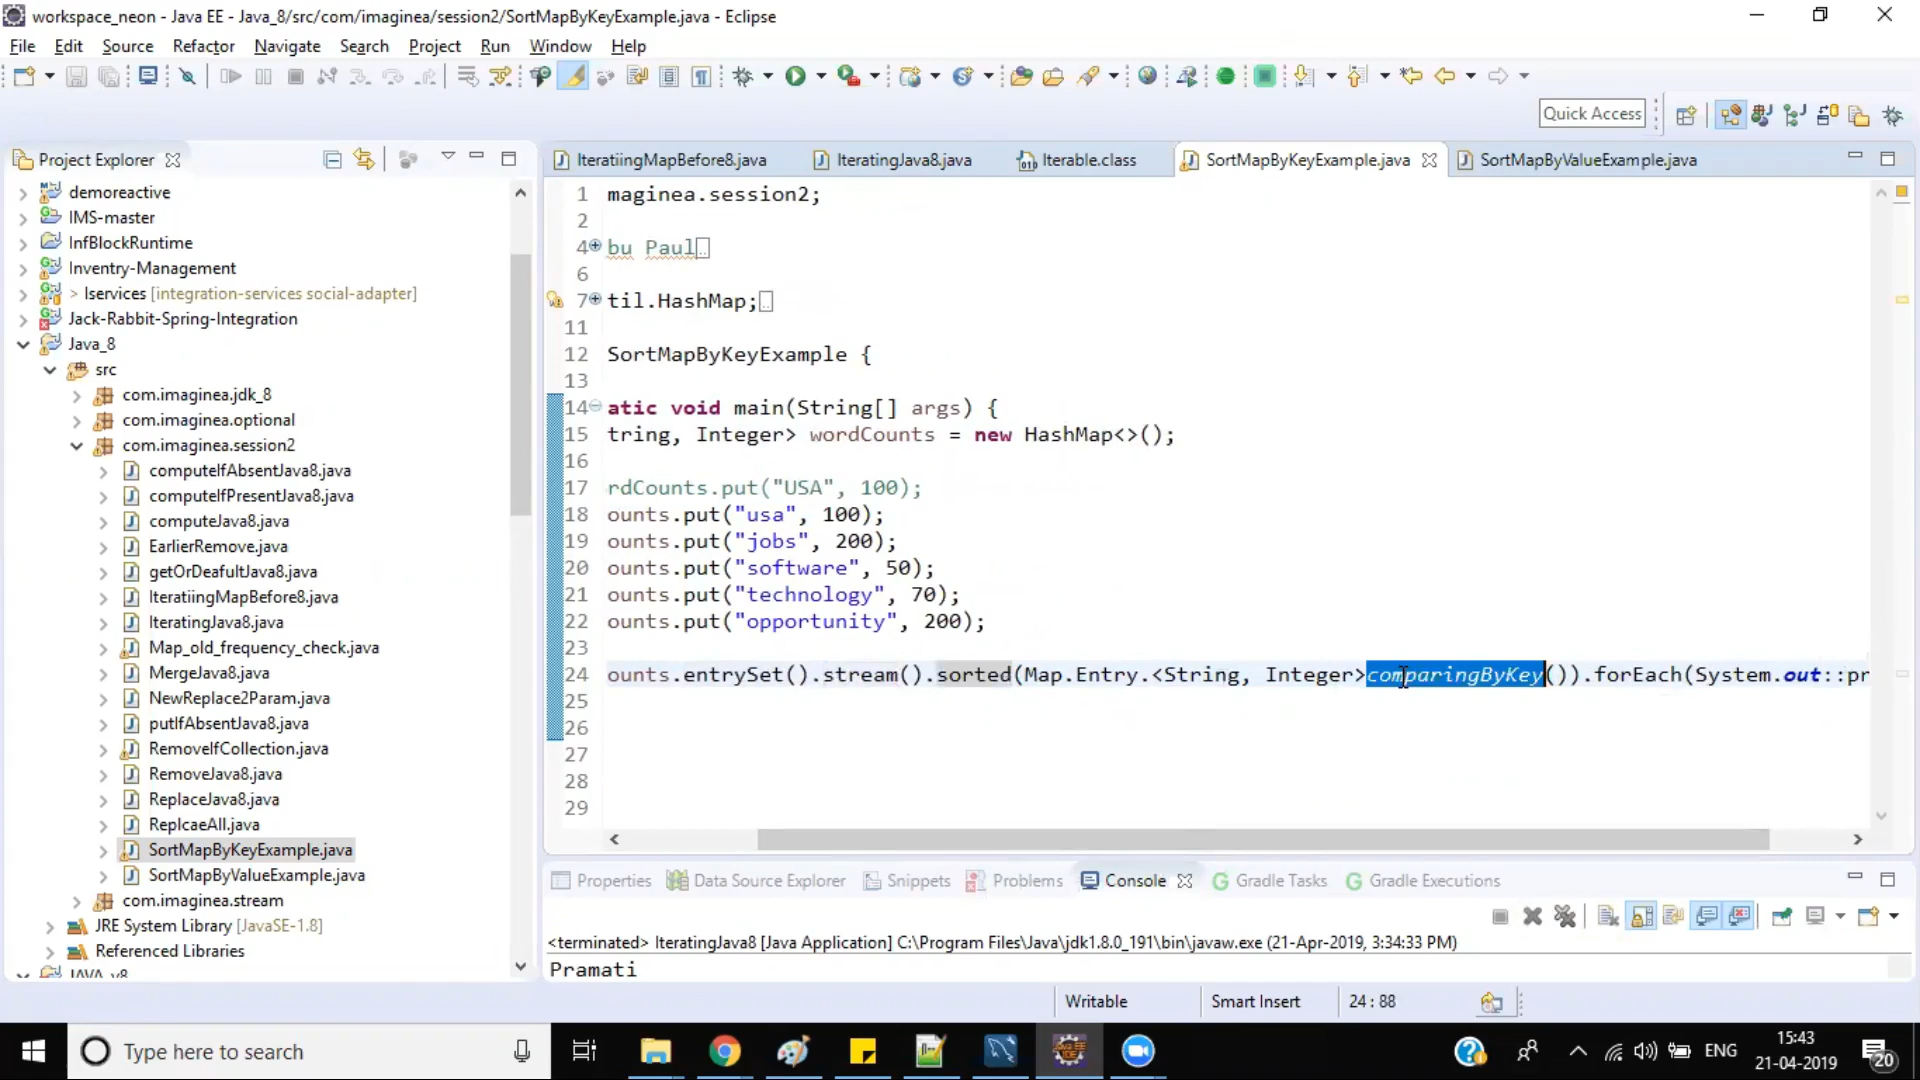 workspace_neon - Java EE - Java_8/src/com/imaginea/session2/SortMapByKeyExample.java - Eclipse
File Edit Source Refactor Navigate Search Project Run Window Help
Quick Access
Project Explorer
IteratiingMapBefore8.java IteratingJava8.java Iterable.class SortMapByKeyExample.java SortMapByValueExample.java
demoreactive
IMS-master
InfBlockRuntime
Inventry-Management
> Iservices [integration-services social-adapter]
Jack-Rabbit-Spring-Integration
Java_8
src
com.imaginea.jdk_8
com.imaginea.optional
com.imaginea.session2
computeIfAbsentJava8.java
computeIfPresentJava8.java
computeJava8.java
EarlierRemove.java
getOrDeafultJava8.java
IteratiingMapBefore8.java
IteratingJava8.java
Map_old_frequency_check.java
MergeJava8.java
NewReplace2Param.java
putIfAbsentJava8.java
RemoveIfCollection.java
RemoveJava8.java
ReplaceJava8.java
ReplcaeAll.java
SortMapByKeyExample.java
SortMapByValueExample.java
com.imaginea.stream
JRE System Library [JavaSE-1.8]
Referenced Libraries
JAVA_v8
1 maginea.session2;
2
4 bu Paul
6
7 til.HashMap;
11
12 SortMapByKeyExample {
13
14 atic void main(String[] args) {
15 tring, Integer> wordCounts = new HashMap<>();
16
17 rdCounts.put("USA", 100);
18 ounts.put("usa", 100);
19 ounts.put("jobs", 200);
20 ounts.put("software", 50);
21 ounts.put("technology", 70);
22 ounts.put("opportunity", 200);
23
24 ounts.entrySet().stream().sorted(Map.Entry.<String, Integer>comparingByKey()).forEach(System.out::pr
25
26
27
28
29
Properties Data Source Explorer Snippets Problems Console Gradle Tasks Gradle Executions
<terminated> IteratingJava8 [Java Application] C:\Program Files\Java\jdk1.8.0_191\bin\javaw.exe (21-Apr-2019, 3:34:33 PM)
Pramati
Writable Smart Insert 24 : 88
Type here to search
ENG
15:43
21-04-2019
20